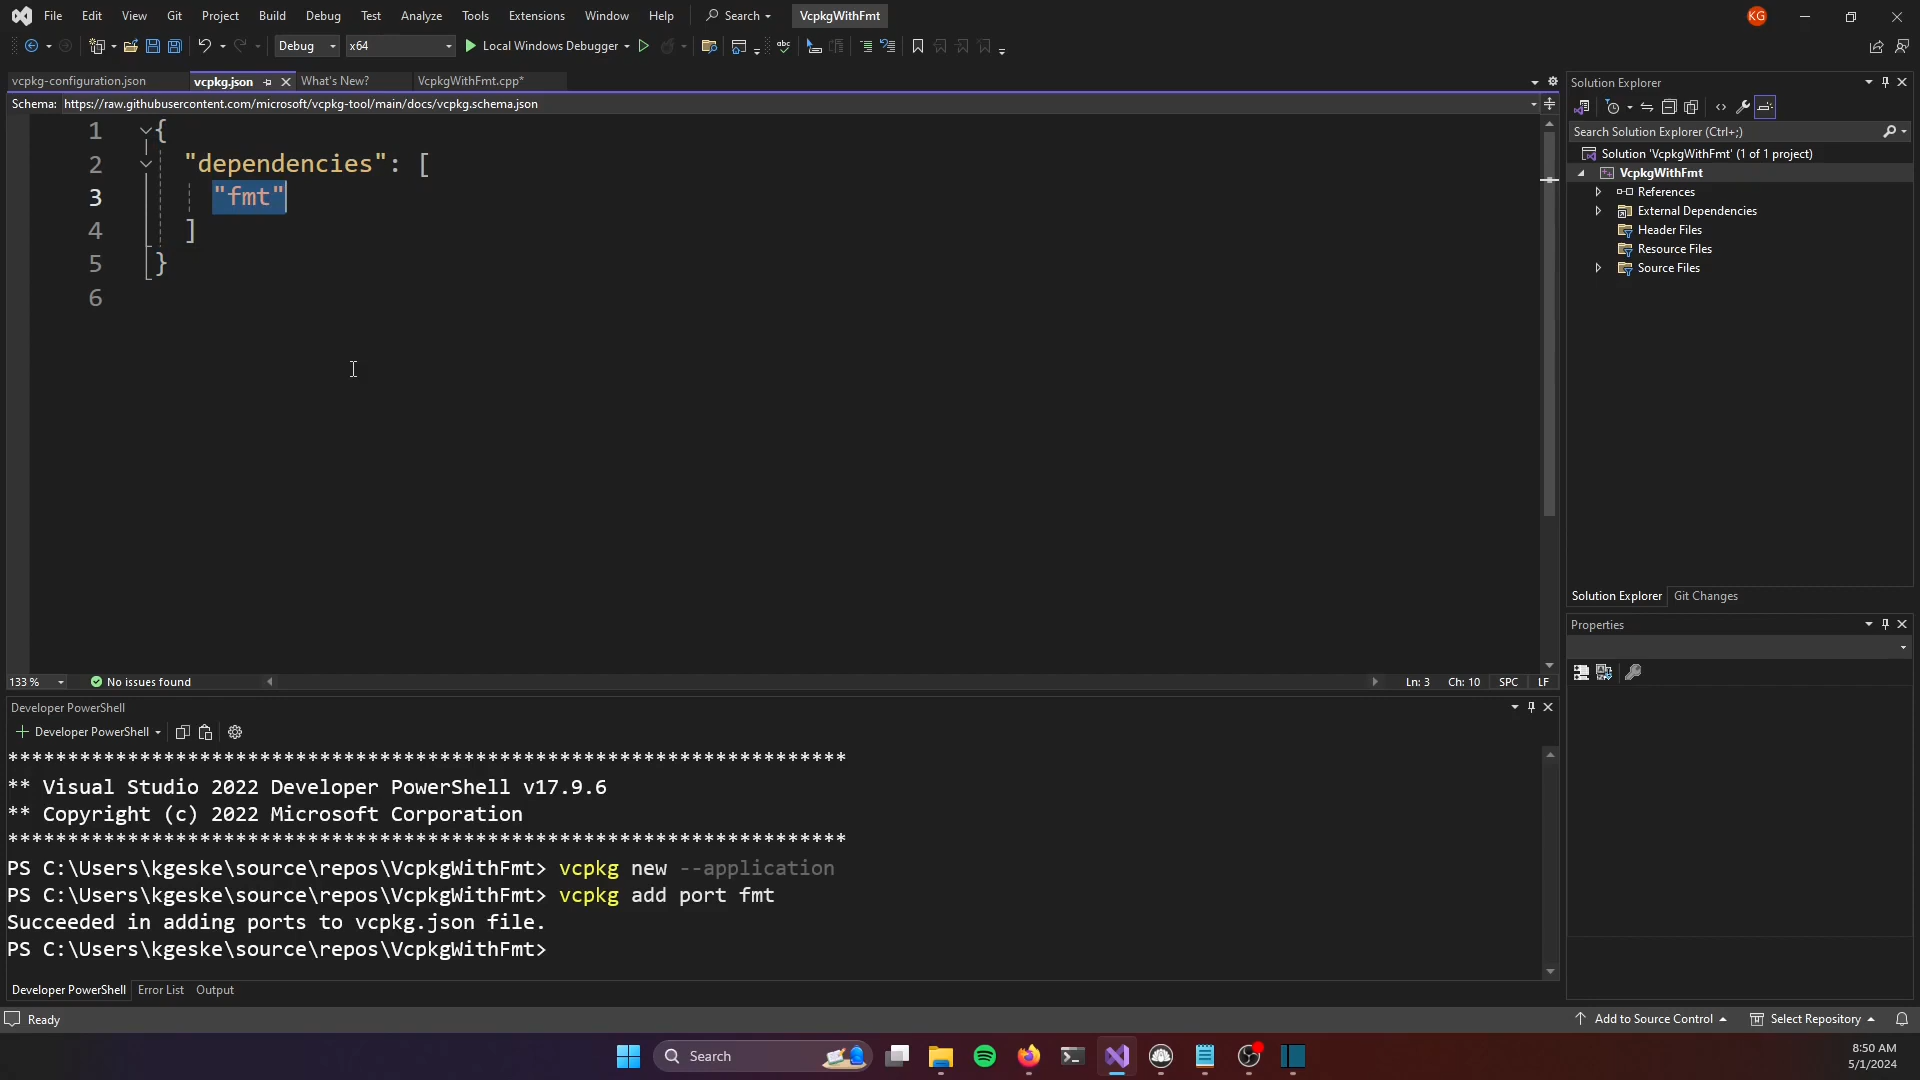 File Edit View Git Project Build Debug Test Analyze Tools Extensions Window Help Search VcpkgWithFmt KG
Debug x64 Local Windows Debugger abc
vcpkg-configuration.json vcpkg.json What's New? VcpkgWithFmt.cpp*
Schema: https://raw.githubusercontent.com/microsoft/vcpkg-tool/main/docs/vcpkg.schema.json
1 {
2 "dependencies": [
3 "fmt"
4 ]
5 }
6
133 % No issues found Ln: 3 Ch: 10 SPC LF
Solution Explorer
Search Solution Explorer (Ctrl+;)
Solution 'VcpkgWithFmt' (1 of 1 project)
VcpkgWithFmt
References
External Dependencies
Header Files
Resource Files
Source Files
Solution Explorer Git Changes
Properties
Developer PowerShell
Developer PowerShell
**********************************************************************
** Visual Studio 2022 Developer PowerShell v17.9.6
** Copyright (c) 2022 Microsoft Corporation
**********************************************************************
PS C:\Users\kgeske\source\repos\VcpkgWithFmt> vcpkg new --application
PS C:\Users\kgeske\source\repos\VcpkgWithFmt> vcpkg add port fmt
Succeeded in adding ports to vcpkg.json file.
PS C:\Users\kgeske\source\repos\VcpkgWithFmt>
Developer PowerShell Error List Output
Ready Add to Source Control Select Repository
Search 8:50 AM
5/1/2024